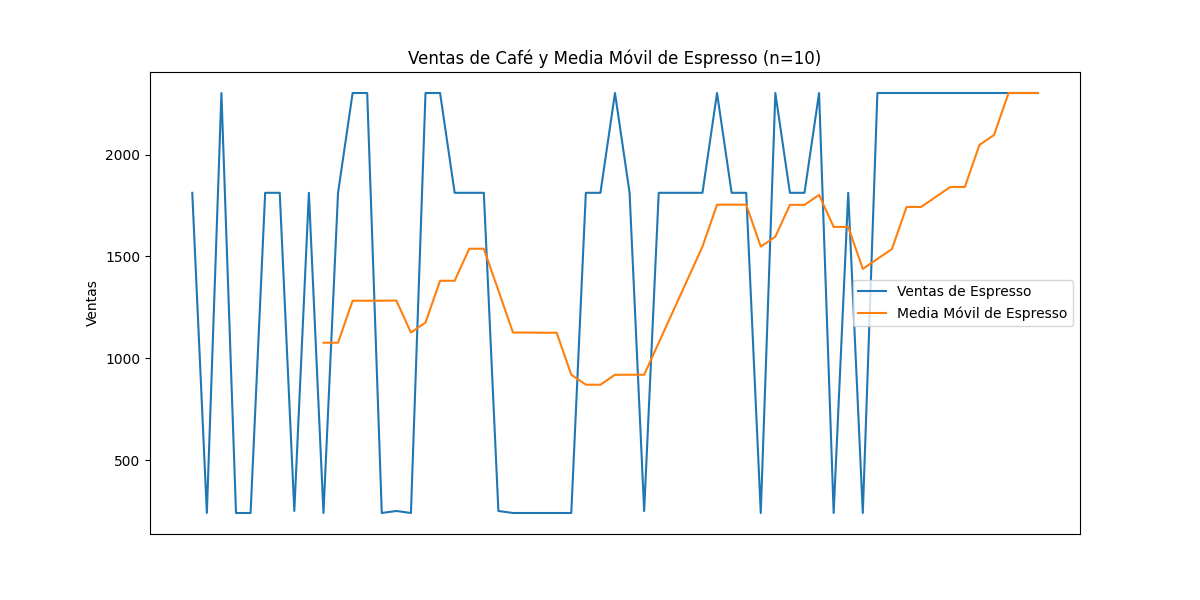 Ventas de Café y Media Móvil de Espresso (n=10)
Ventas
2000
1500
1000
500
Ventas de Espresso
Media Móvil de Espresso